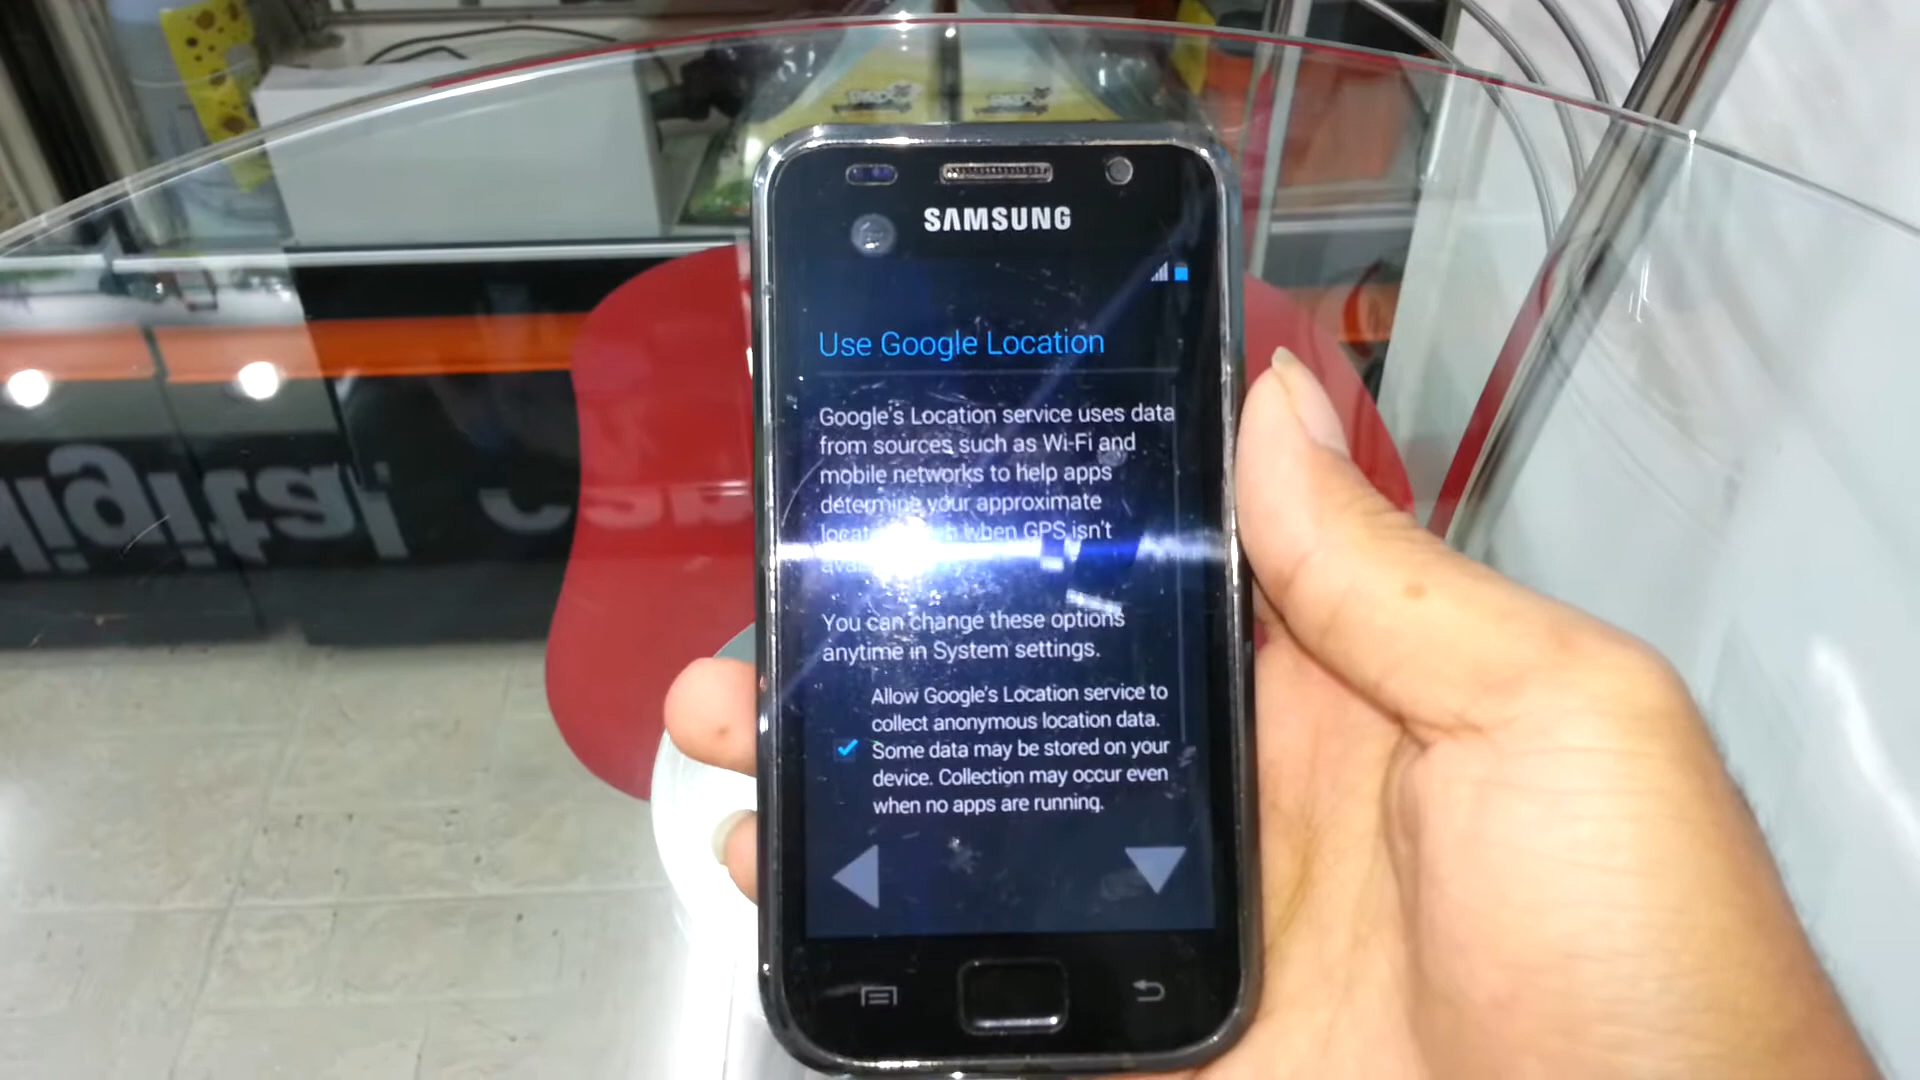 SAMSUNG
Use Google Location
Google's Location service uses data
from sources such as Wi-Fi and
mobile networks to help apps
determine your approximate
when GPS isn't
You can change these options
anytime in System settings.
Allow Google's Location service to
collect anonymous location data.
Some data may be stored on your
device. Collection may occur even
when no apps are running.